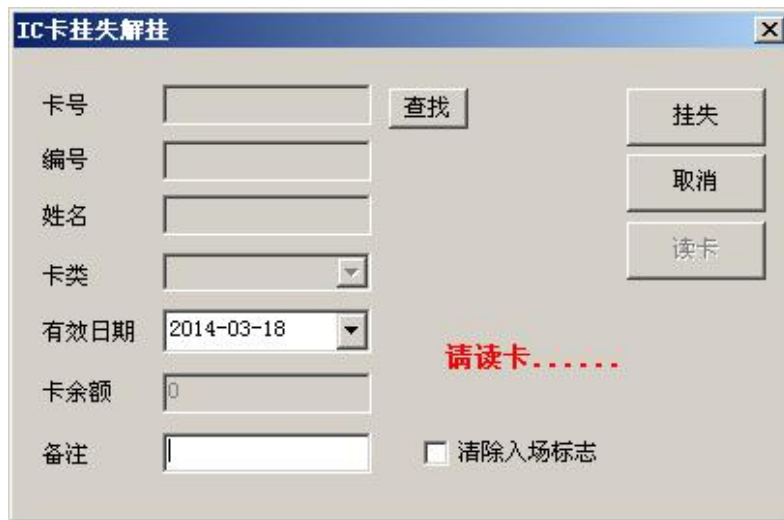 IC卡挂失解挂
卡号 查找 挂失
编号
取消
姓名
读卡
卡类
有效日期 2014-03-18
请读卡......
卡余额 0
备注 清除入场标志